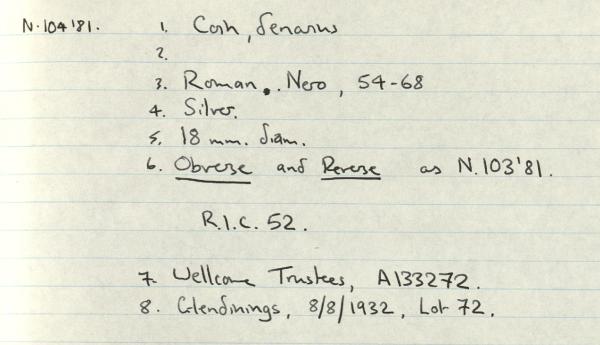 N.104'81. 1. Coin, denarius
2.
3. Roman. Nero, 54-68
4. Silver.
5. 18 mm. diam.
6. Obverse and Reverse as N.103'81.
R.I.C. 52.
7. Wellcome Trustees, A133272.
8. Glendinings, 8/8/1932, Lot 72.